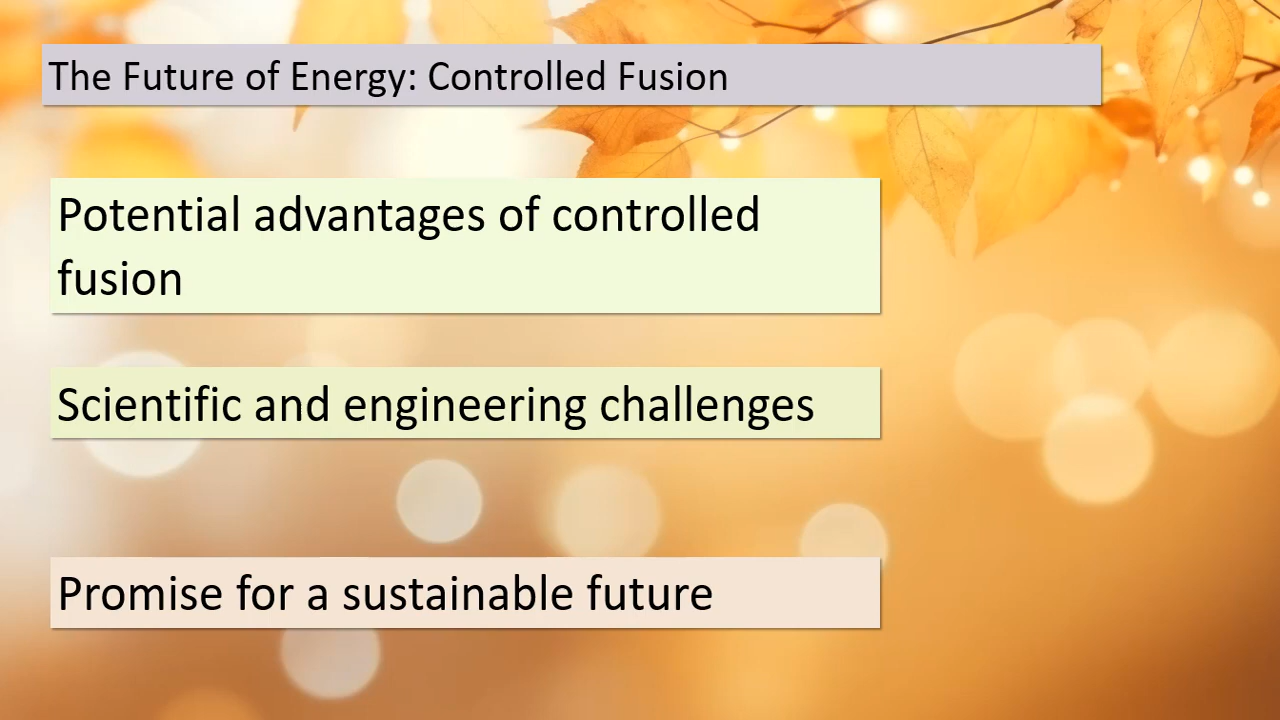 The Future of Energy: Controlled Fusion
Potential advantages of controlled
fusion
Scientific and engineering challenges
Promise for a sustainable future